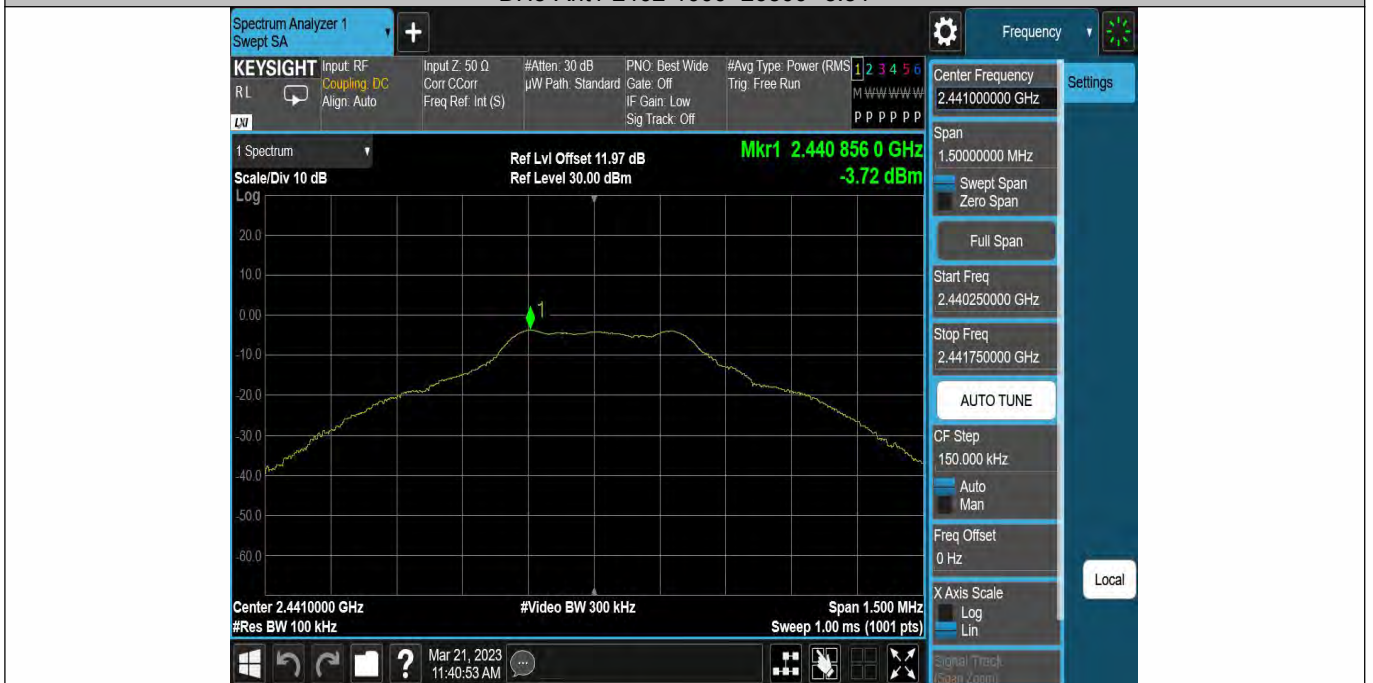 Spectrum Analyzer 1
Swept SA
+
Frequency
KEYSIGHT
RL
LXI
Input: RF
Coupling: DC
Align: Auto
Input Z: 50 Ω
Corr CCorr
Freq Ref: Int (S)
#Atten: 30 dB
µW Path: Standard
PNO: Best Wide
Gate: Off
IF Gain: Low
Sig Track: Off
#Avg Type: Power (RMS
Trig: Free Run
1 2 3 4 5 6
M W W W W W
P P P P P P
1 Spectrum
Scale/Div 10 dB
Log
Ref Lvl Offset 11.97 dB
Ref Level 30.00 dBm
Mkr1 2.440 856 0 GHz
-3.72 dBm
1
20.0
10.0
0.00
-10.0
-20.0
-30.0
-40.0
-50.0
-60.0
Center 2.4410000 GHz
#Res BW 100 kHz
#Video BW 300 kHz
Span 1.500 MHz
Sweep 1.00 ms (1001 pts)
Center Frequency
2.441000000 GHz
Settings
Span
1.50000000 MHz
Swept Span
Zero Span
Full Span
Start Freq
2.440250000 GHz
Stop Freq
2.441750000 GHz
AUTO TUNE
CF Step
150.000 kHz
Auto
Man
Freq Offset
0 Hz
X Axis Scale
Log
Lin
Local
Signal Track
(Span Zoom)
?
Mar 21, 2023
11:40:53 AM